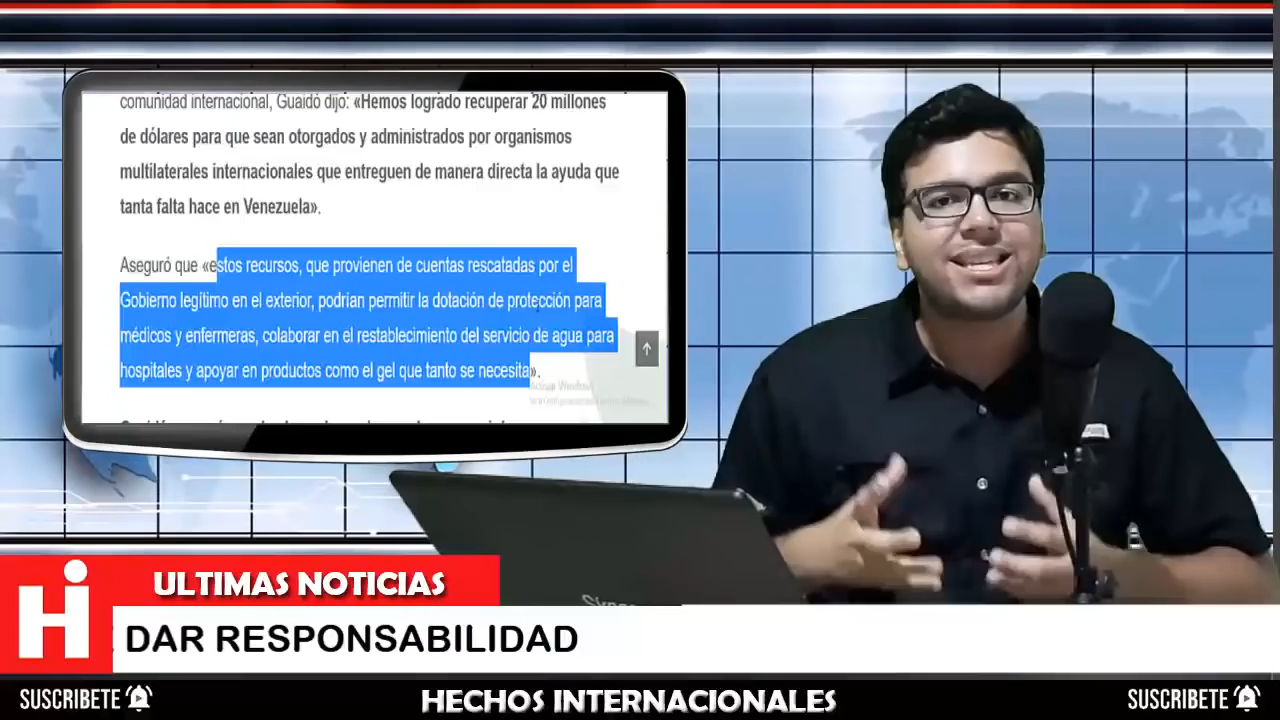 comunidad internacional, Guaidó dijo: «Hemos logrado recuperar 20 millones
de dólares para que sean otorgados y administrados por organismos
multilaterales internacionales que entreguen de manera directa la ayuda que
tanta falta hace en Venezuela».
Aseguró que «estos recursos, que provienen de cuentas rescatadas por el
Gobierno legítimo en el exterior, podrían permitir la dotación de protección para
médicos y enfermeras, colaborar en el restablecimiento del servicio de agua para
hospitales y apoyar en productos como el gel que tanto se necesita».
Activar Windows
Hi
ULTIMAS NOTICIAS
DAR RESPONSABILIDAD
SUSCRIBETE
HECHOS INTERNACIONALES
SUSCRIBETE